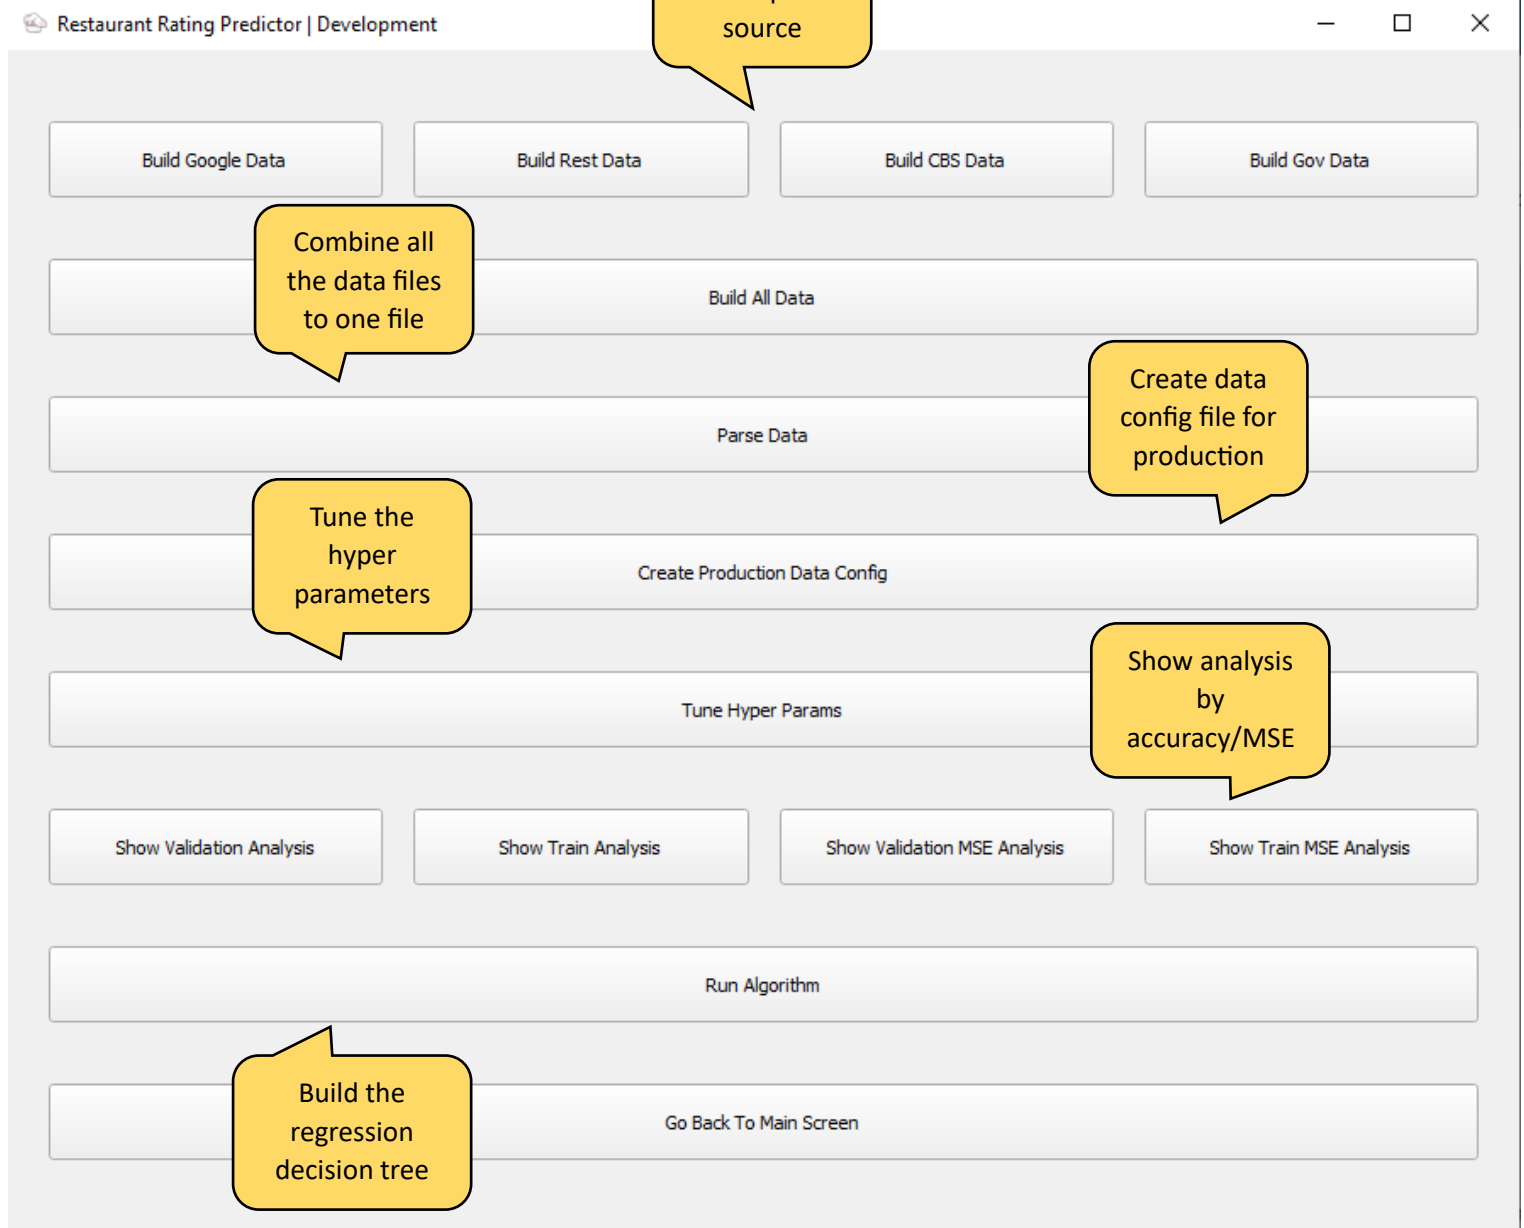 Restaurant Rating Predictor | Development
source
Build Google Data
Build Rest Data
Build CBS Data
Build Gov Data
Combine all
the data files
to one file
Build All Data
Create data
config file for
production
Parse Data
Tune the
hyper
parameters
Create Production Data Config
Show analysis
by
accuracy/MSE
Tune Hyper Params
Show Validation Analysis
Show Train Analysis
Show Validation MSE Analysis
Show Train MSE Analysis
Run Algorithm
Build the
regression
decision tree
Go Back To Main Screen